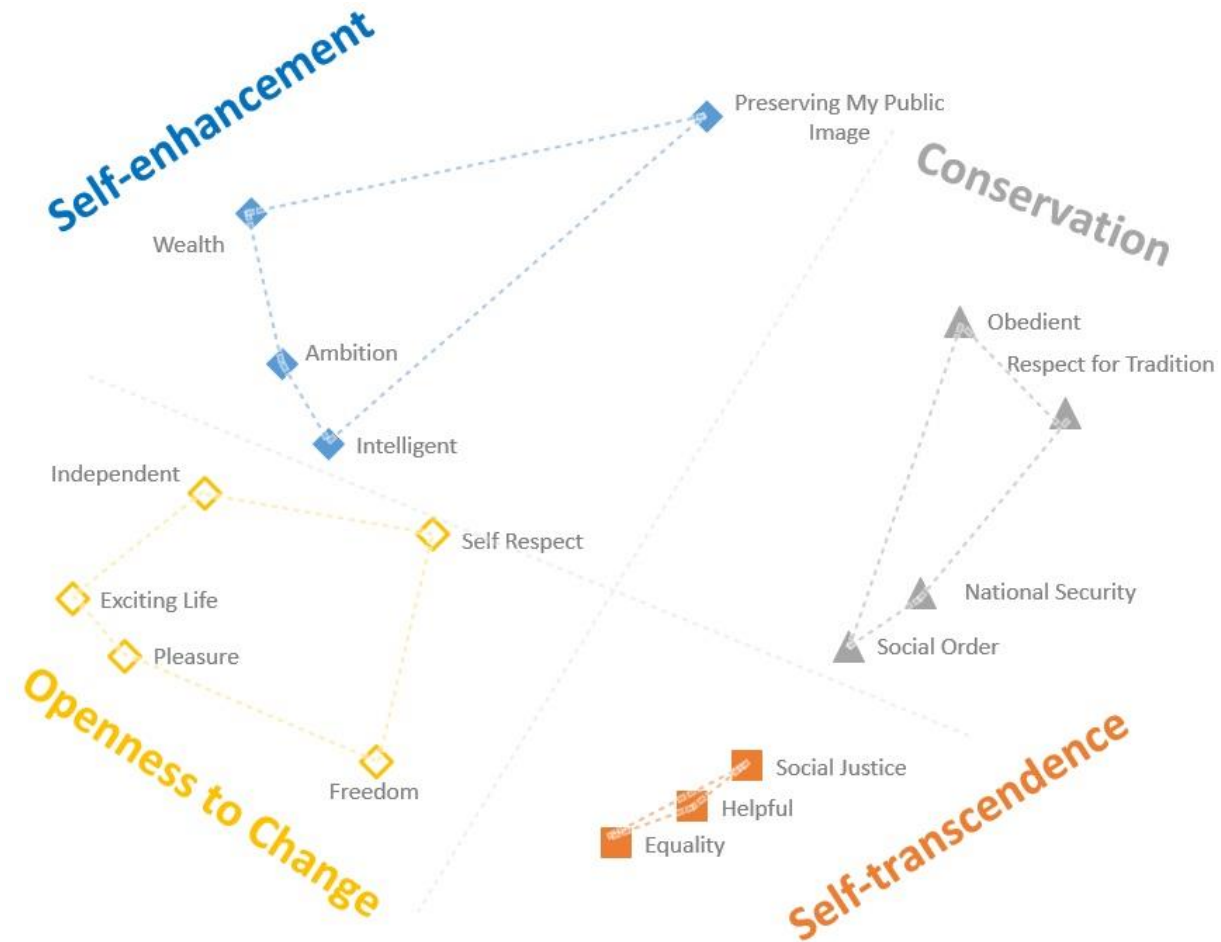 Self-enhancement
Preserving My Public
Image
Conservation
Wealth
Obedient
Ambition
Respect for Tradition
Intelligent
Independent
Self Respect
Exciting Life
National Security
Pleasure
Social Order
Openness to Change
Freedom
Social Justice
Helpful
Equality
Self-transcendence